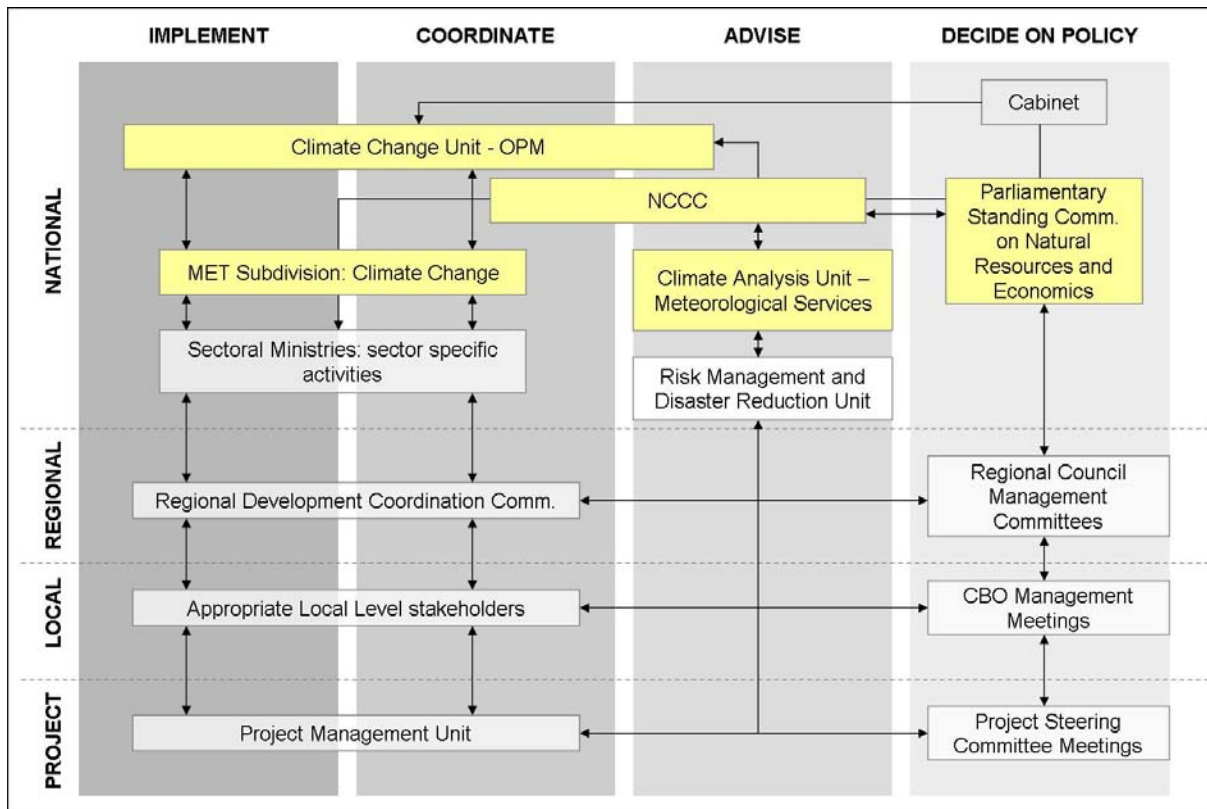 IMPLEMENT
COORDINATE
ADVISE
DECIDE ON POLICY
NATIONAL
Cabinet
Climate Change Unit - OPM
NCCC
Parliamentary
Standing Comm.
on Natural
Resources and
Economics
MET Subdivision: Climate Change
Climate Analysis Unit –
Meteorological Services
Sectoral Ministries: sector specific
activities
Risk Management and
Disaster Reduction Unit
REGIONAL
Regional Development Coordination Comm.
Regional Council
Management
Committees
LOCAL
Appropriate Local Level stakeholders
CBO Management
Meetings
PROJECT
Project Management Unit
Project Steering
Committee Meetings